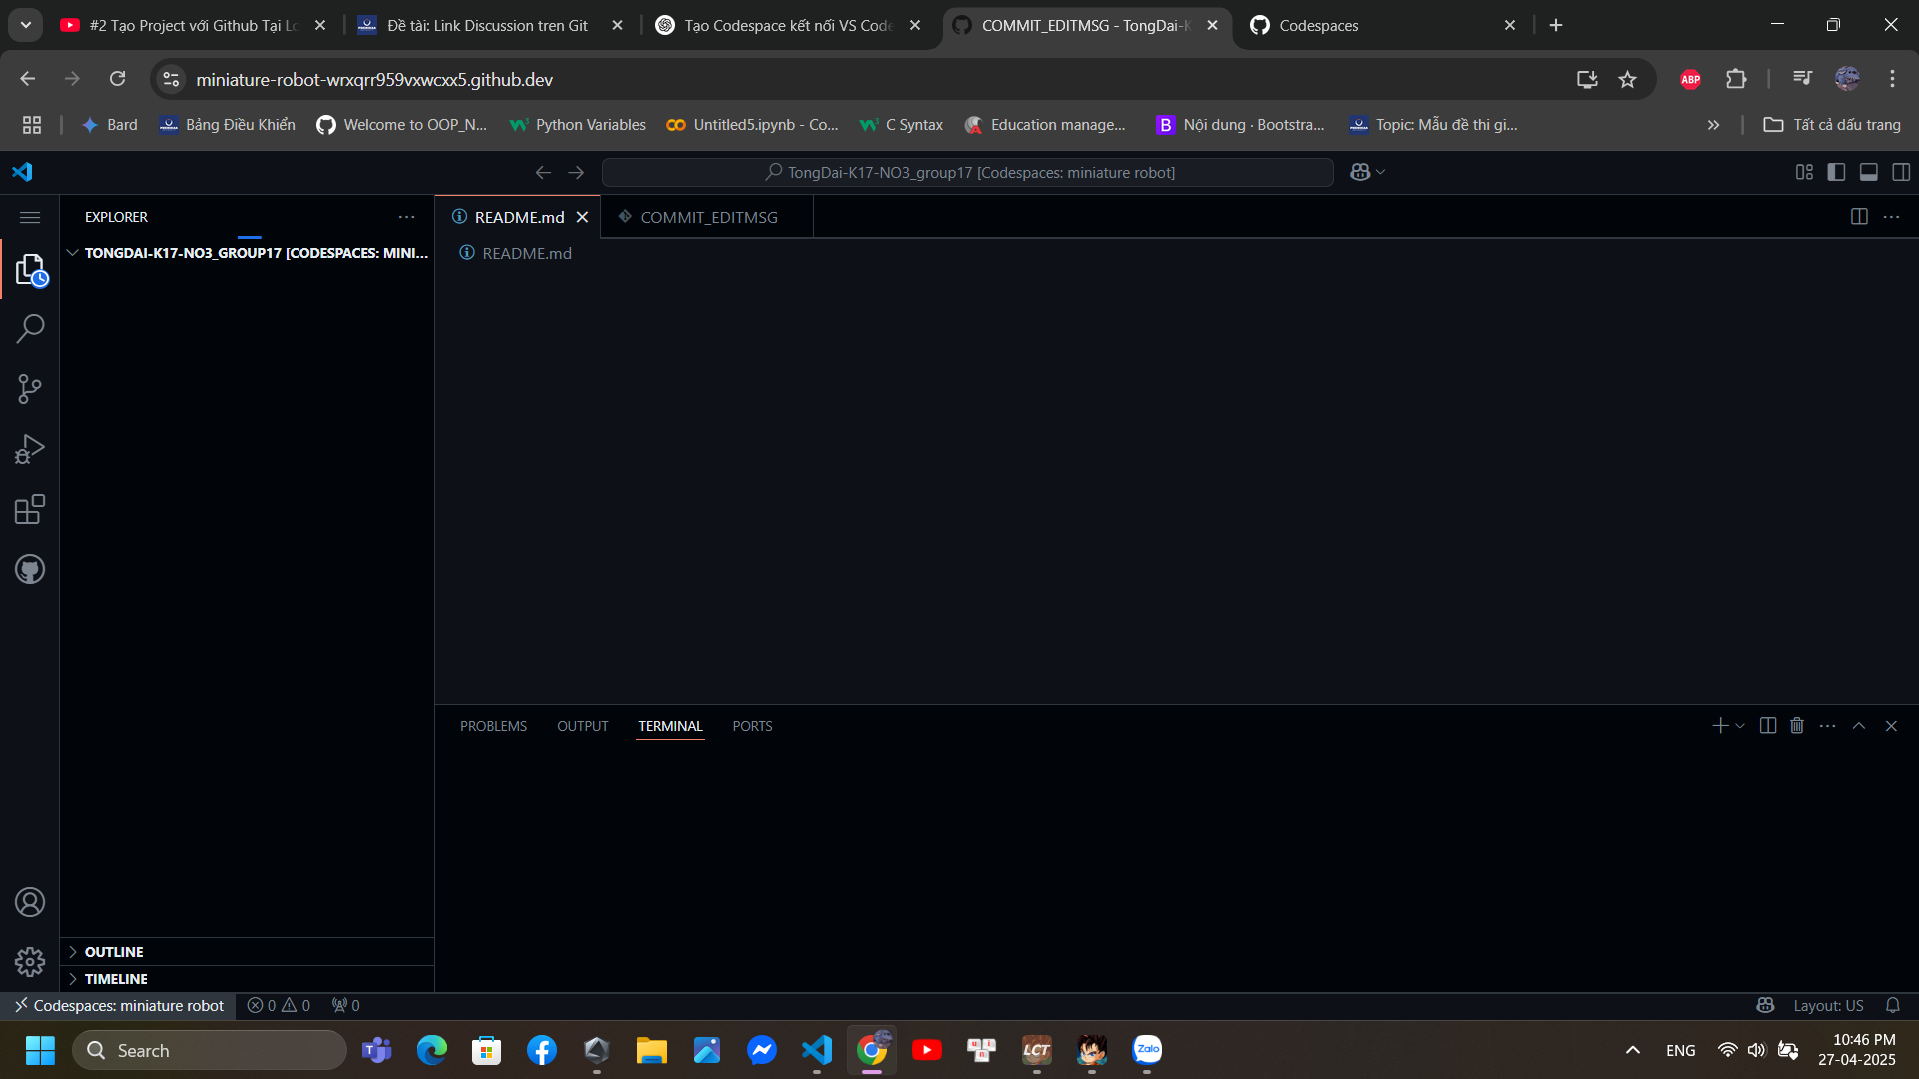 #2 Tạo Project với Github Tại Lo
Đề tài: Link Discussion tren Git
Tạo Codespace kết nối VS Code
COMMIT_EDITMSG - TongDai-K
Codespaces
miniature-robot-wrxqrr959vxwcxx5.github.dev
ABP
Bard
Bảng Điều Khiển
Welcome to OOP_N...
Python Variables
Untitled5.ipynb - Co...
C Syntax
Education manage...
B Nội dung · Bootstra...
Topic: Mẫu đề thi gi...
Tất cả dấu trang
TongDai-K17-NO3_group17 [Codespaces: miniature robot]
EXPLORER
README.md
COMMIT_EDITMSG
TONGDAI-K17-NO3_GROUP17 [CODESPACES: MINI...
README.md
PROBLEMS
OUTPUT
TERMINAL
PORTS
OUTLINE
TIMELINE
Codespaces: miniature robot
0
0
0
Layout: US
Search
LCT
Zalo
ENG
10:46 PM
27-04-2025